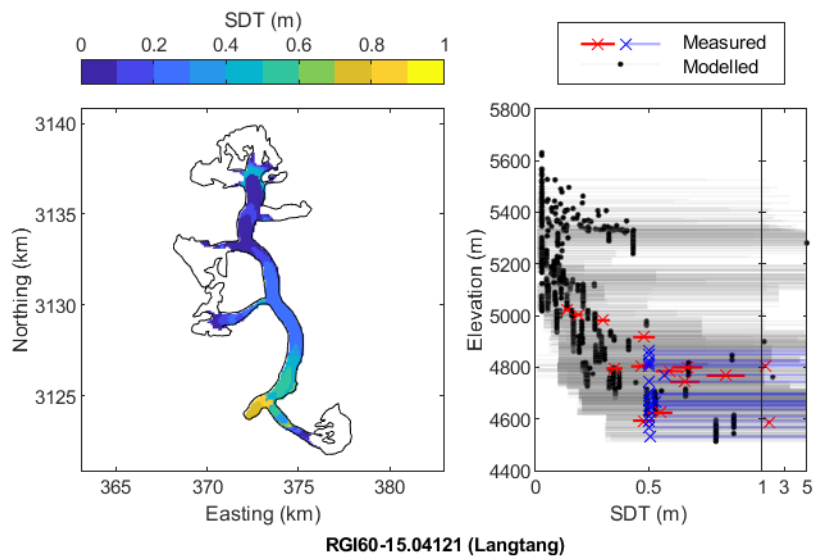 SDT (m)
0 0.2 0.4 0.6 0.8 1
Measured
Modelled
3140
3135
3130
3125
Northing (km)
365 370 375 380
Easting (km)
5800
5600
5400
5200
5000
4800
4600
4400
Elevation (m)
0 0.5 1 3 5
SDT (m)
RGI60-15.04121 (Langtang)